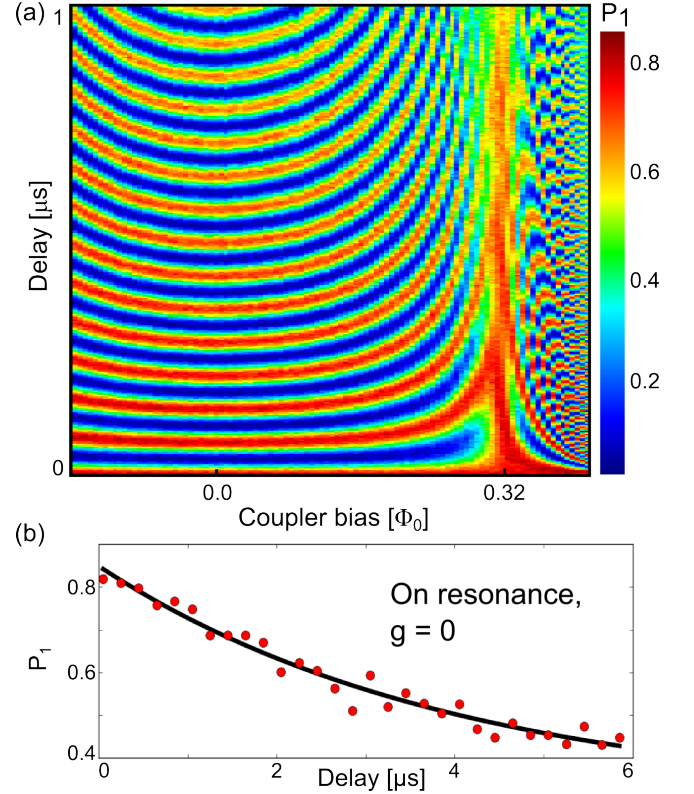 (a)
P₁
1
0.8
0.6
Delay [μs]
0.4
0.2
0
0.0
0.32
Coupler bias [Φ₀]
(b)
0.8
On resonance,
g = 0
P₁
0.6
0.4
0
2
4
6
Delay [μs]